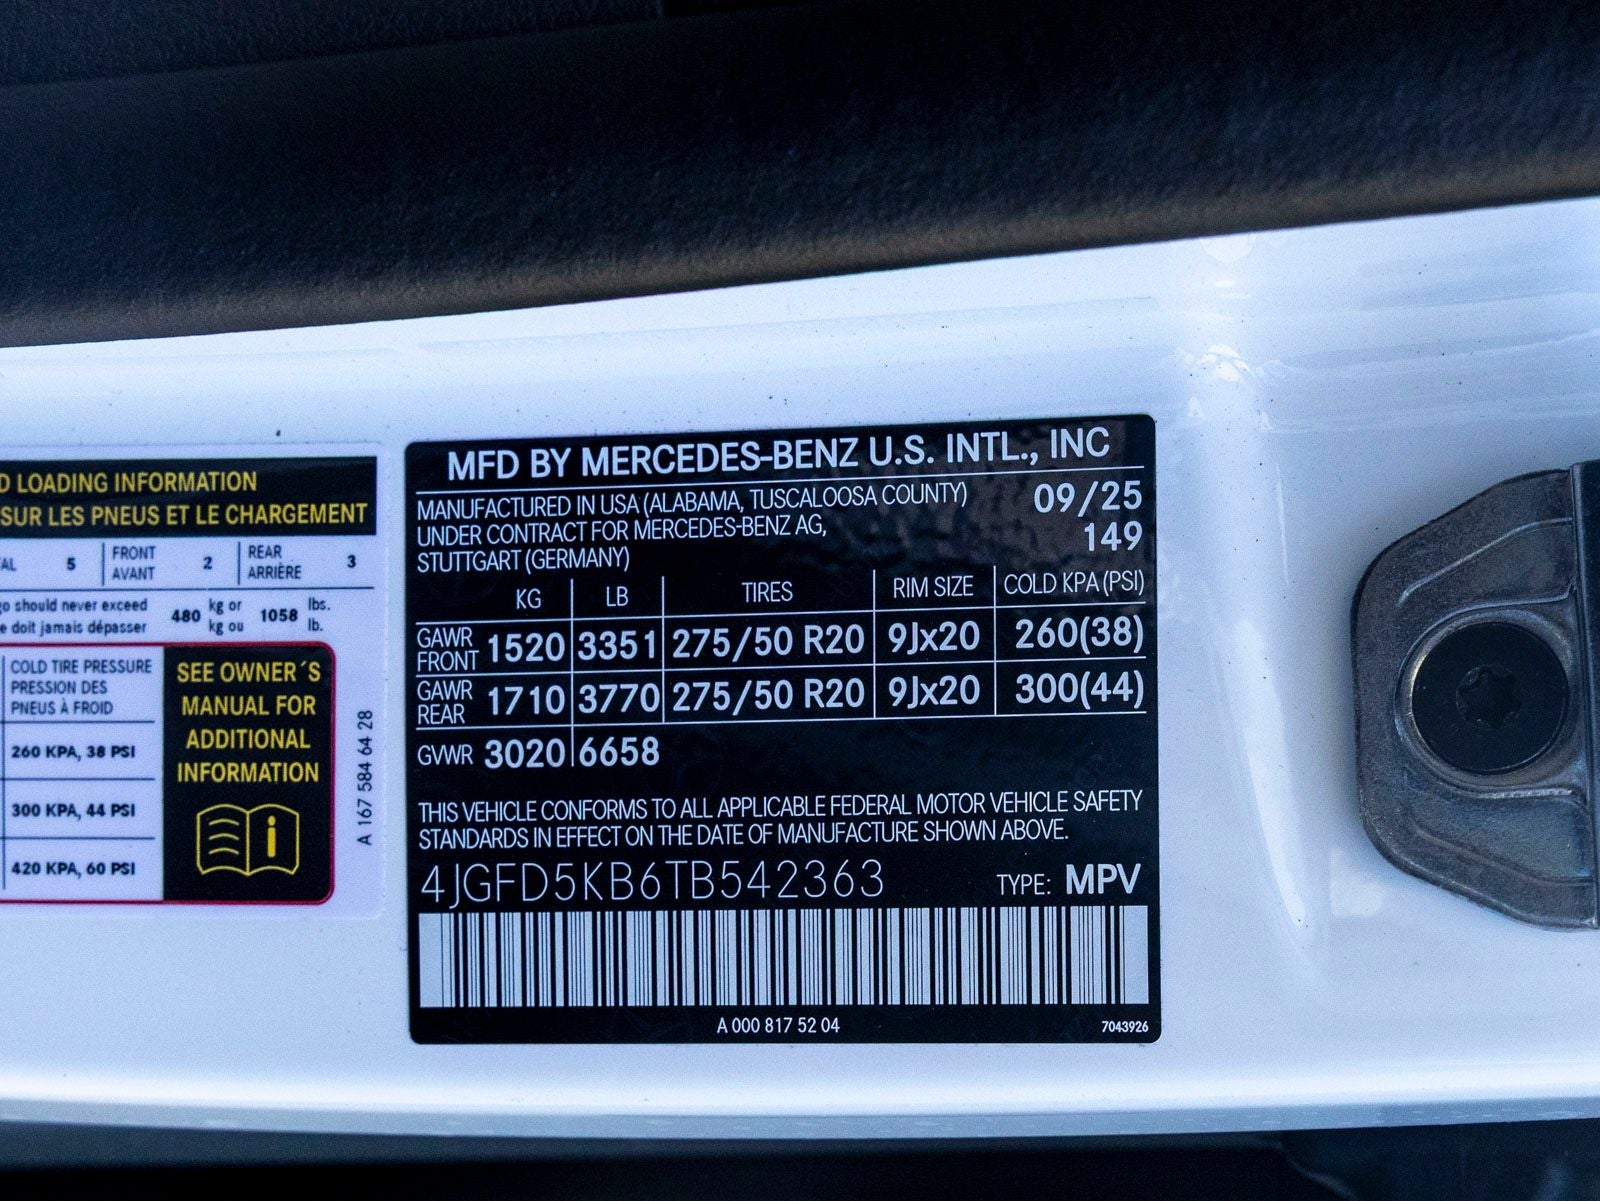 D LOADING INFORMATION
SUR LES PNEUS ET LE CHARGEMENT
AL 5 FRONT AVANT 2 REAR ARRIÈRE 3
go should never exceed 480 kg or 1058 lbs.
e doit jamais dépasser kg ou lb.
COLD TIRE PRESSURE
PRESSION DES
PNEUS À FROID
260 KPA, 38 PSI
300 KPA, 44 PSI
420 KPA, 60 PSI
SEE OWNER´S
MANUAL FOR
ADDITIONAL
INFORMATION
A 167 584 64 28
MFD BY MERCEDES-BENZ U.S. INTL., INC
MANUFACTURED IN USA (ALABAMA, TUSCALOOSA COUNTY) 09/25
UNDER CONTRACT FOR MERCEDES-BENZ AG, 149
STUTTGART (GERMANY)
KG LB TIRES RIM SIZE COLD KPA (PSI)
GAWR FRONT 1520 3351 275/50 R20 9Jx20 260(38)
GAWR REAR 1710 3770 275/50 R20 9Jx20 300(44)
GVWR 3020 6658
THIS VEHICLE CONFORMS TO ALL APPLICABLE FEDERAL MOTOR VEHICLE SAFETY
STANDARDS IN EFFECT ON THE DATE OF MANUFACTURE SHOWN ABOVE.
4JGFD5KB6TB542363 TYPE: MPV
A 000 817 52 04 7043926